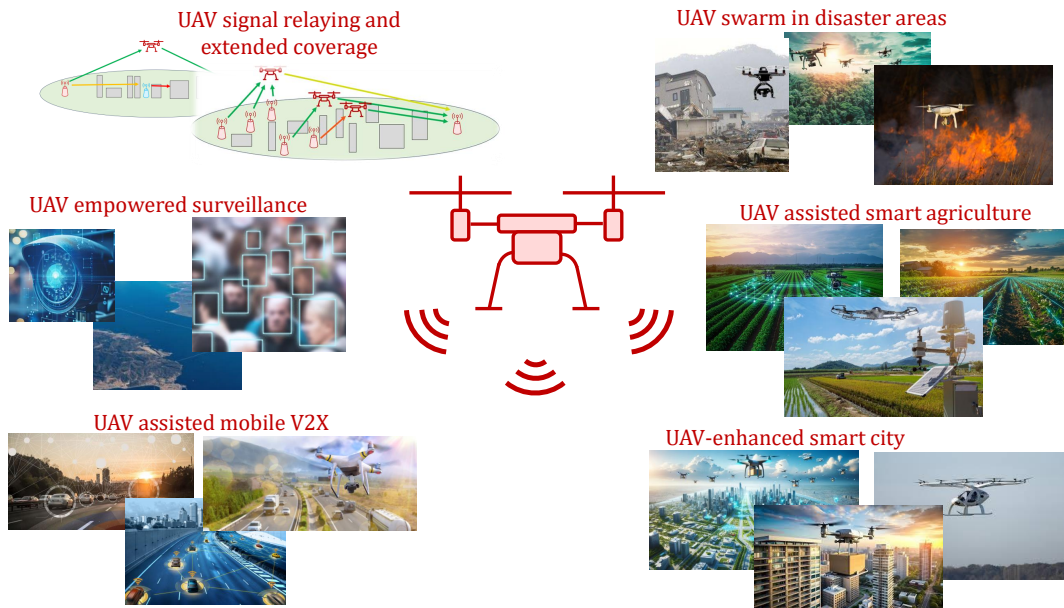 UAV signal relaying and
extended coverage
UAV swarm in disaster areas
UAV empowered surveillance
UAV assisted smart agriculture
UAV assisted mobile V2X
UAV-enhanced smart city